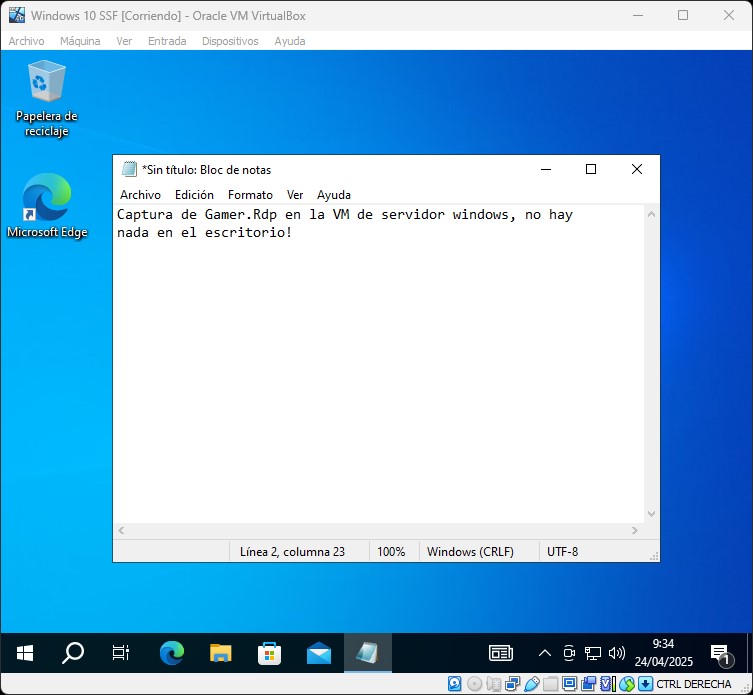 Windows 10 SSF [Corriendo] - Oracle VM VirtualBox
Archivo Máquina Ver Entrada Dispositivos Ayuda
Papelera de
reciclaje
Microsoft Edge
*Sin título: Bloc de notas
Archivo Edición Formato Ver Ayuda
Captura de Gamer.Rdp en la VM de servidor windows, no hay
nada en el escritorio!
Línea 2, columna 23 100% Windows (CRLF) UTF-8
9:34
24/04/2025
1
CTRL DERECHA